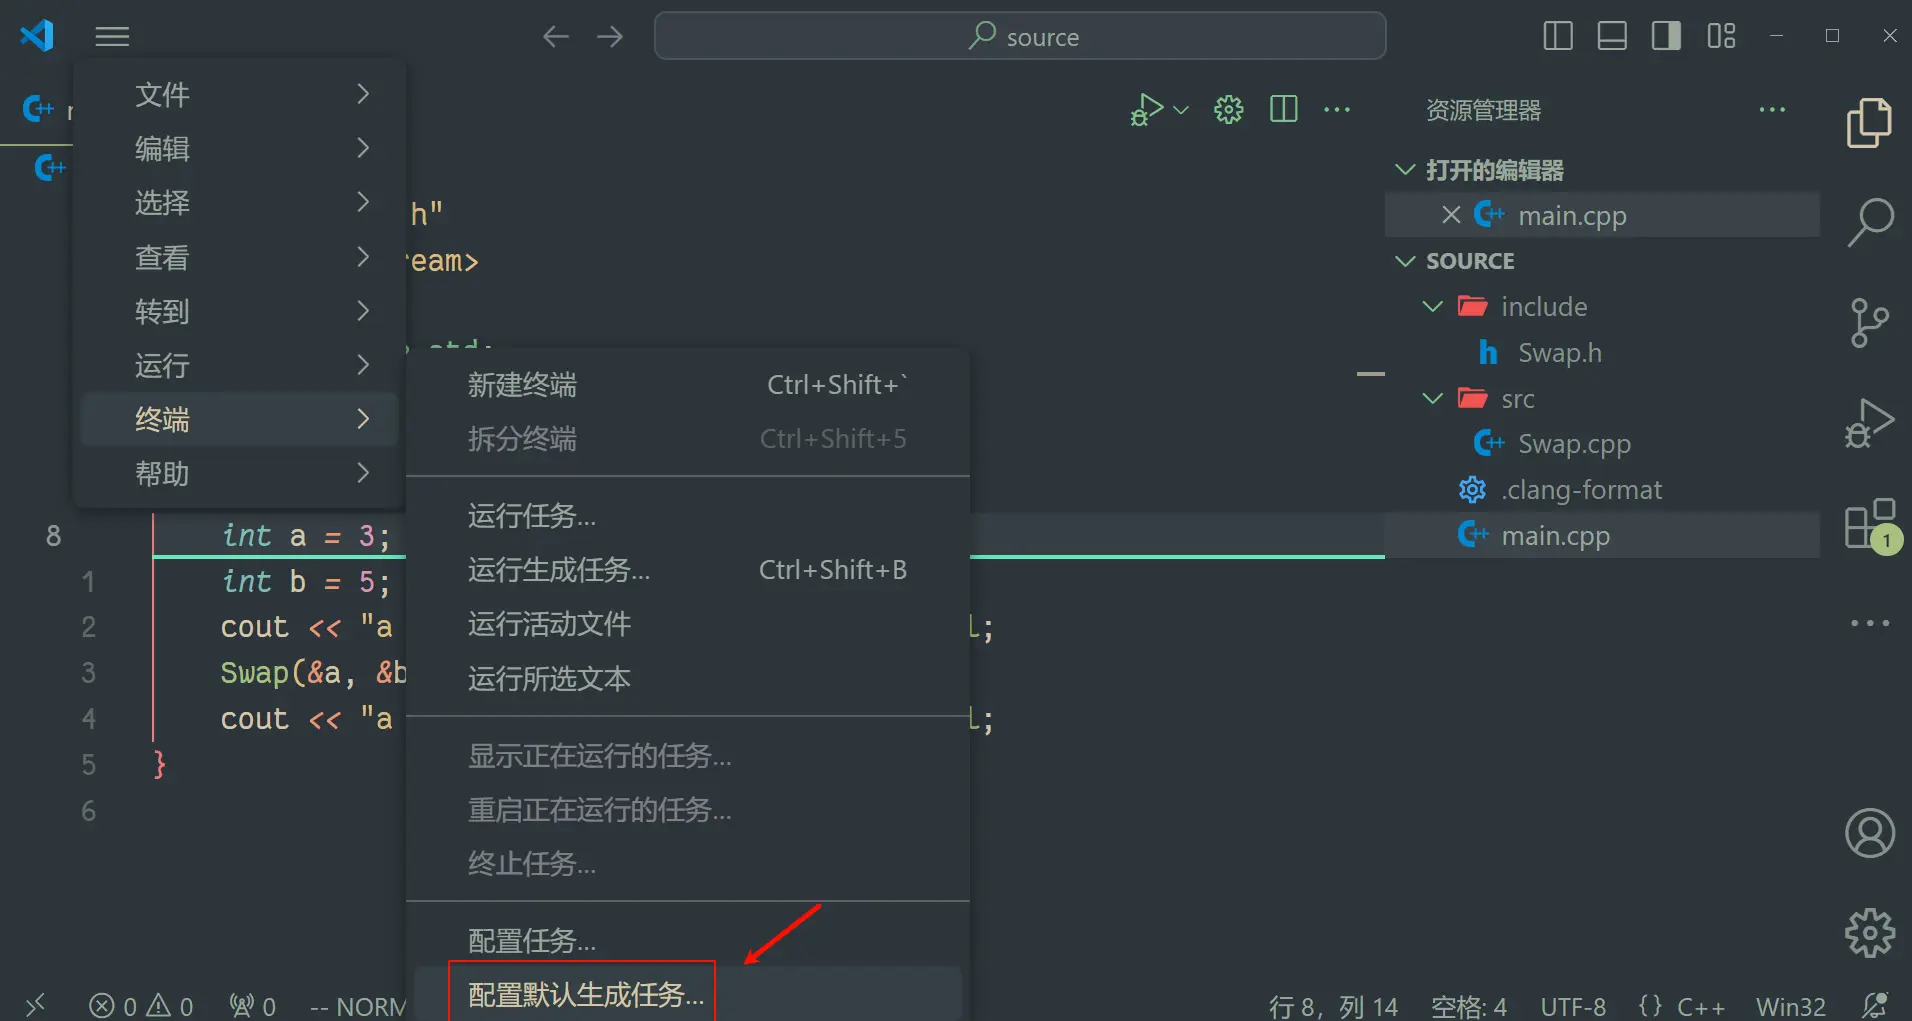 source
文件
编辑
选择
查看
转到
运行
终端
帮助
h"
ream>
新建终端 Ctrl+Shift+`
拆分终端 Ctrl+Shift+5
运行任务...
运行生成任务... Ctrl+Shift+B
运行活动文件
运行所选文本
显示正在运行的任务...
重启正在运行的任务...
终止任务...
配置任务...
配置默认生成任务...
8 int a = 3;
1 int b = 5;
2 cout << "a l;
3 Swap(&a, &b
4 cout << "a l;
5 }
6
资源管理器
打开的编辑器
main.cpp
SOURCE
include
Swap.h
src
Swap.cpp
.clang-format
main.cpp
1
0 0 0 -- NORM 行 8，列 14 空格: 4 UTF-8 {} C++ Win32